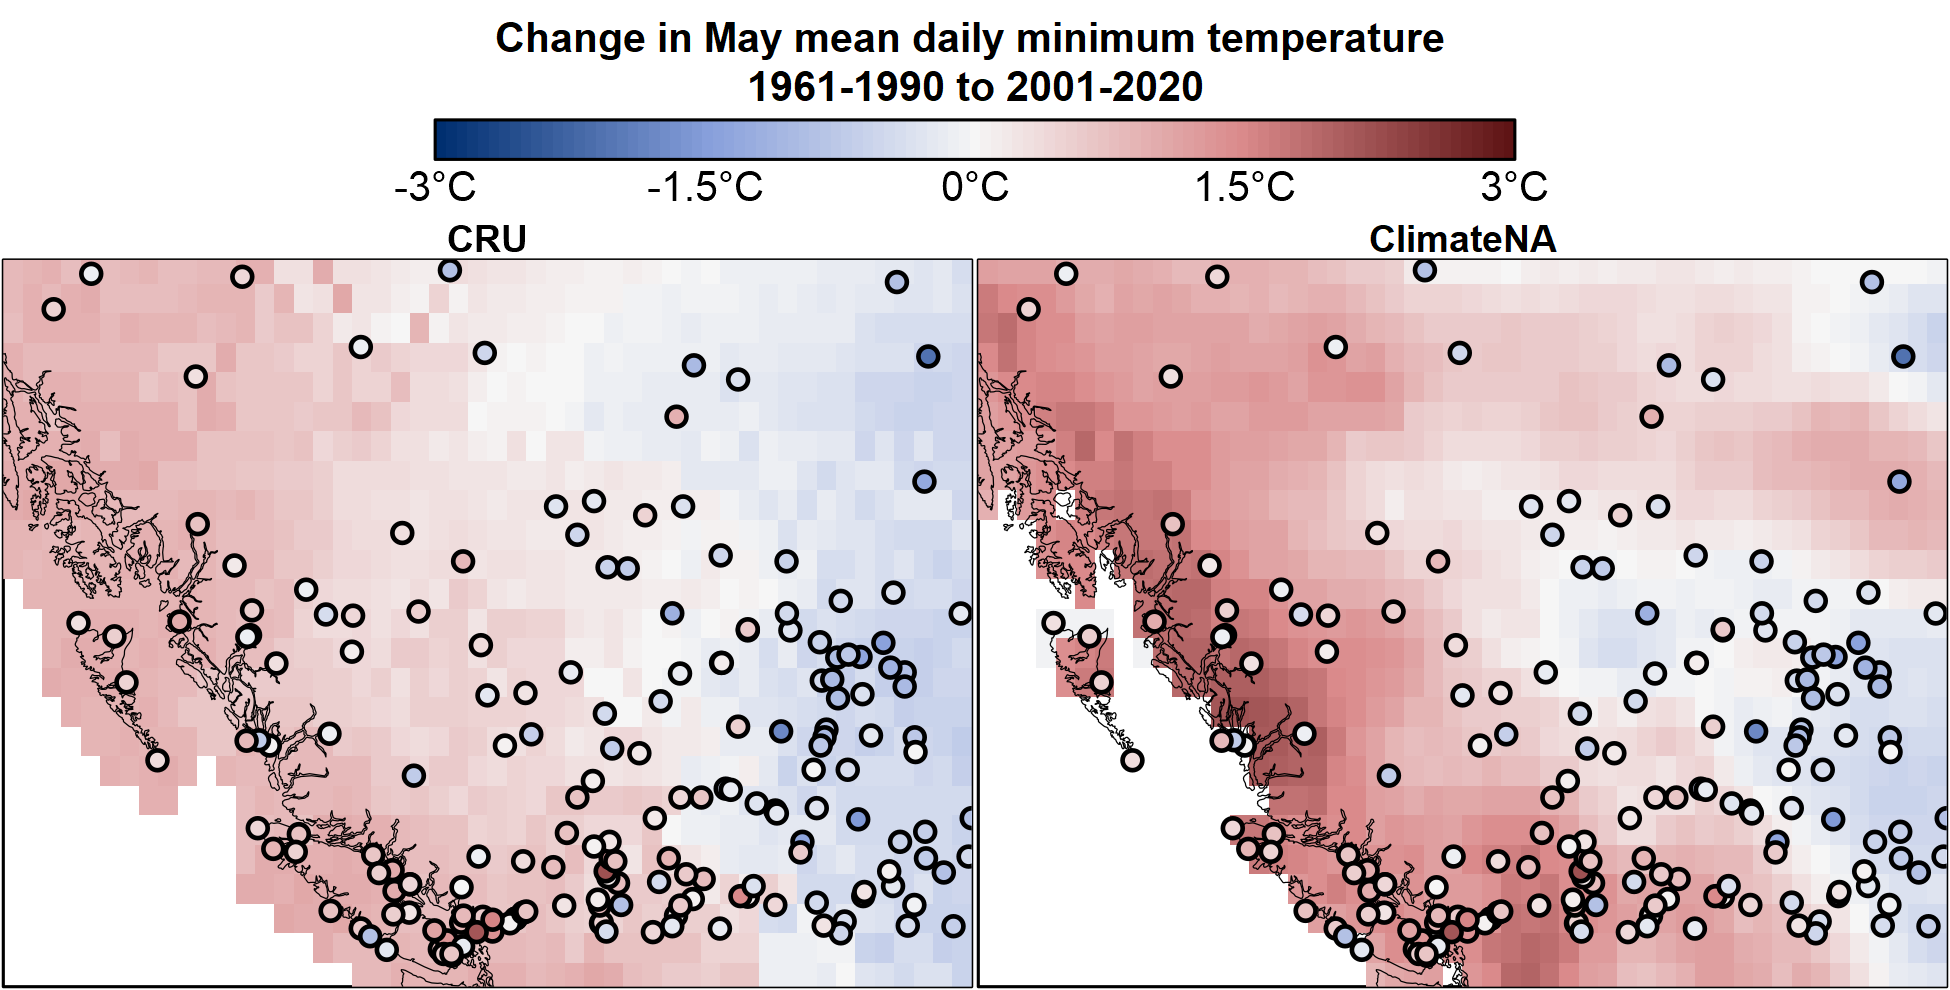 Change in May mean daily minimum temperature
1961-1990 to 2001-2020
-3°C -1.5°C 0°C 1.5°C 3°C
CRU
ClimateNA